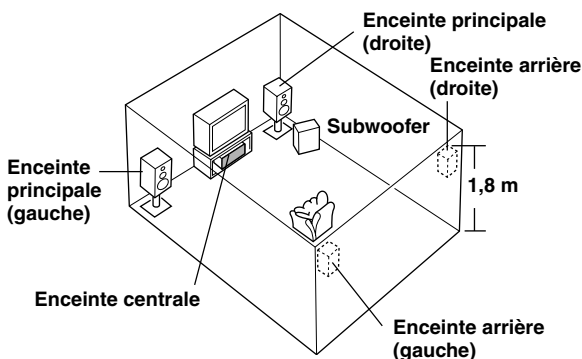 Enceinte principale
(droite)
Enceinte arrière
(droite)
Subwoofer
Enceinte
principale
(gauche)
1,8 m
Enceinte centrale
Enceinte arrière
(gauche)